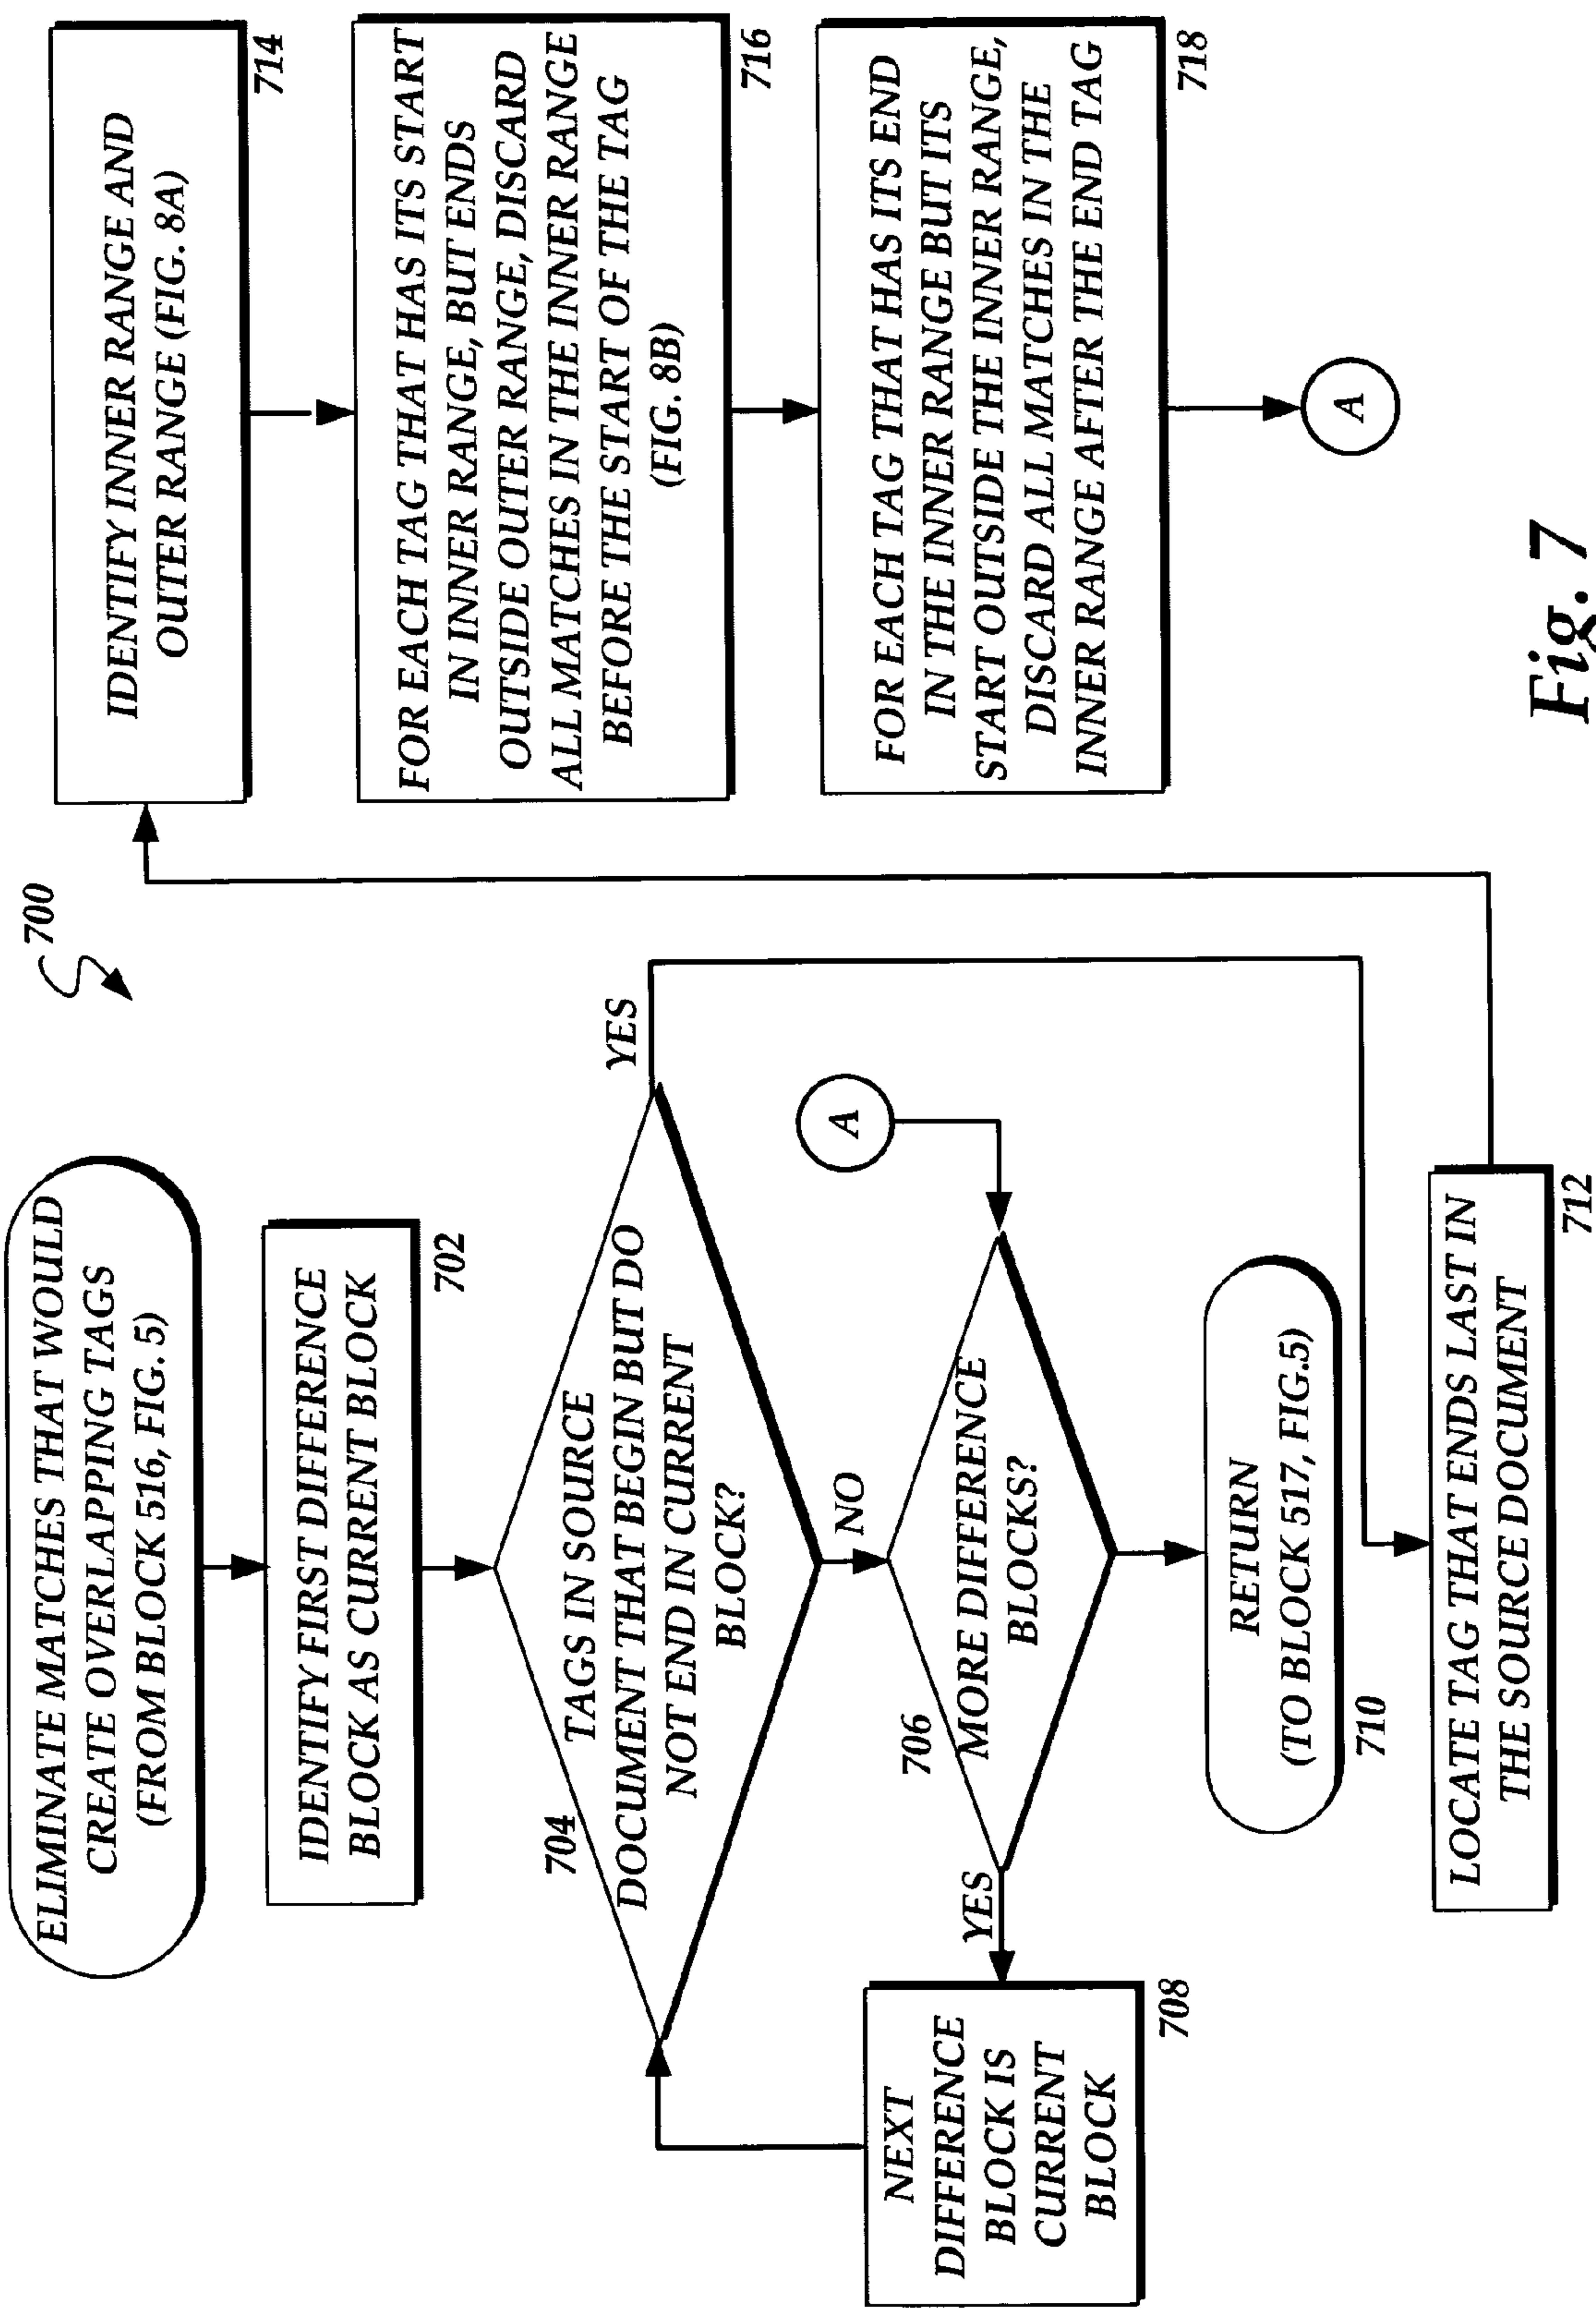 700
ELIMINATE MATCHES THAT WOULD
CREATE OVERLAPPING TAGS
(FROM BLOCK 516, FIG. 5)
IDENTIFY FIRST DIFFERENCE
BLOCK AS CURRENT BLOCK
702
704
TAGS IN SOURCE
DOCUMENT THAT BEGIN BUT DO
NOT END IN CURRENT
BLOCK?
YES
NO
A
706
MORE DIFFERENCE
BLOCKS?
YES
NEXT
DIFFERENCE
BLOCK IS
CURRENT
BLOCK
708
RETURN
(TO BLOCK 517, FIG.5)
710
LOCATE TAG THAT ENDS LAST IN
THE SOURCE DOCUMENT
712
IDENTIFY INNER RANGE AND
OUTER RANGE (FIG. 8A)
714
FOR EACH TAG THAT HAS ITS START
IN INNER RANGE, BUT ENDS
OUTSIDE OUTER RANGE, DISCARD
ALL MATCHES IN THE INNER RANGE
BEFORE THE START OF THE TAG
(FIG. 8B)
716
FOR EACH TAG THAT HAS ITS END
IN THE INNER RANGE BUT ITS
START OUTSIDE THE INNER RANGE,
DISCARD ALL MATCHES IN THE
INNER RANGE AFTER THE END TAG
718
A
Fig. 7